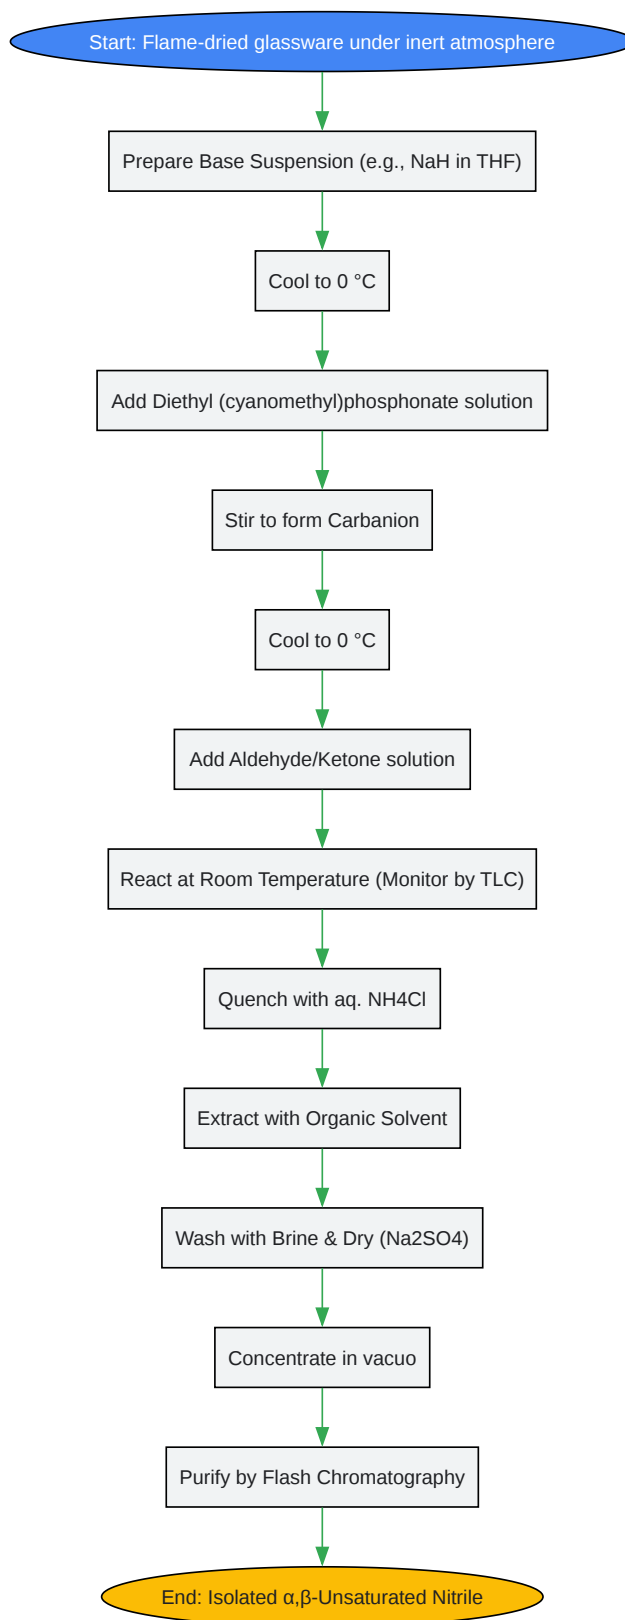 Start: Flame-dried glassware under inert atmosphere
Prepare Base Suspension (e.g., NaH in THF)
Cool to 0 °C
Add Diethyl (cyanomethyl)phosphonate solution
Stir to form Carbanion
Cool to 0 °C
Add Aldehyde/Ketone solution
React at Room Temperature (Monitor by TLC)
Quench with aq. NH4Cl
Extract with Organic Solvent
Wash with Brine & Dry (Na2SO4)
Concentrate in vacuo
Purify by Flash Chromatography
End: Isolated α,β-Unsaturated Nitrile